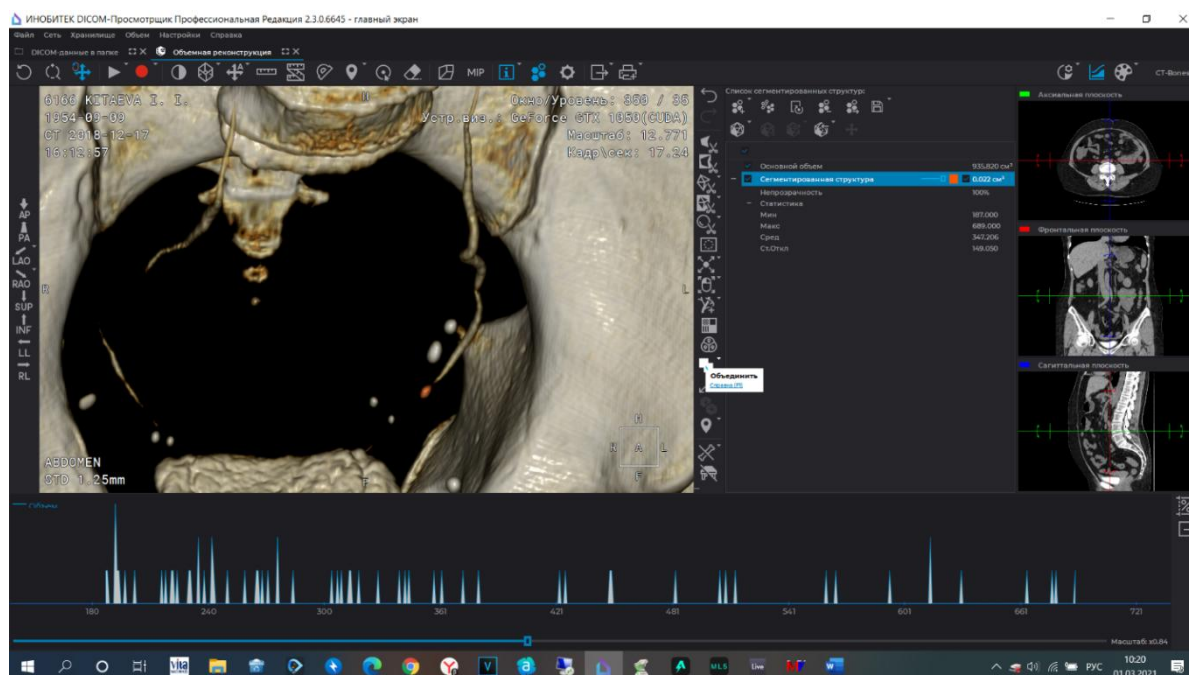 ИНОБИТЕК DICOM-Просмотрщик Профессиональная Редакция 2.3.0.6645 - главный экран
Файл Сеть Хранилище Объем Настройки Справка
DICOM-данные в папке Объемная реконструкция
MIP CT-Bones
6166 KITAEVA I. I. H Окно/Уровень: 350 / 35
1954-09-09 Устр.виз.: GeForce GTX 1050(CUDA)
CT 2018-12-17 Масштаб: 12.771
16:12:57 Кадр\сек: 17.24
Список сегментированных структур:
Аксиальная плоскость
Основной объем 935.820 см³
Сегментированная структура 0.022 см³
Непрозрачность 100%
Статистика
Мин 187.000
Макс 689.000
Сред 347.206
Ст.Откл 149.050
AP
PA
LAO
RAO
SUP
INF
LL
RL
R L
Фронтальная плоскость
Сагиттальная плоскость
Объединить
Справка (F1)
H
R A L
F
ABDOMEN
STD 1.25mm
F
Объемы
180 240 300 361 421 481 541 601 661 721
Масштаб: x0.84
vita V a A MLS Live W РУС 10:20
01.03.2021